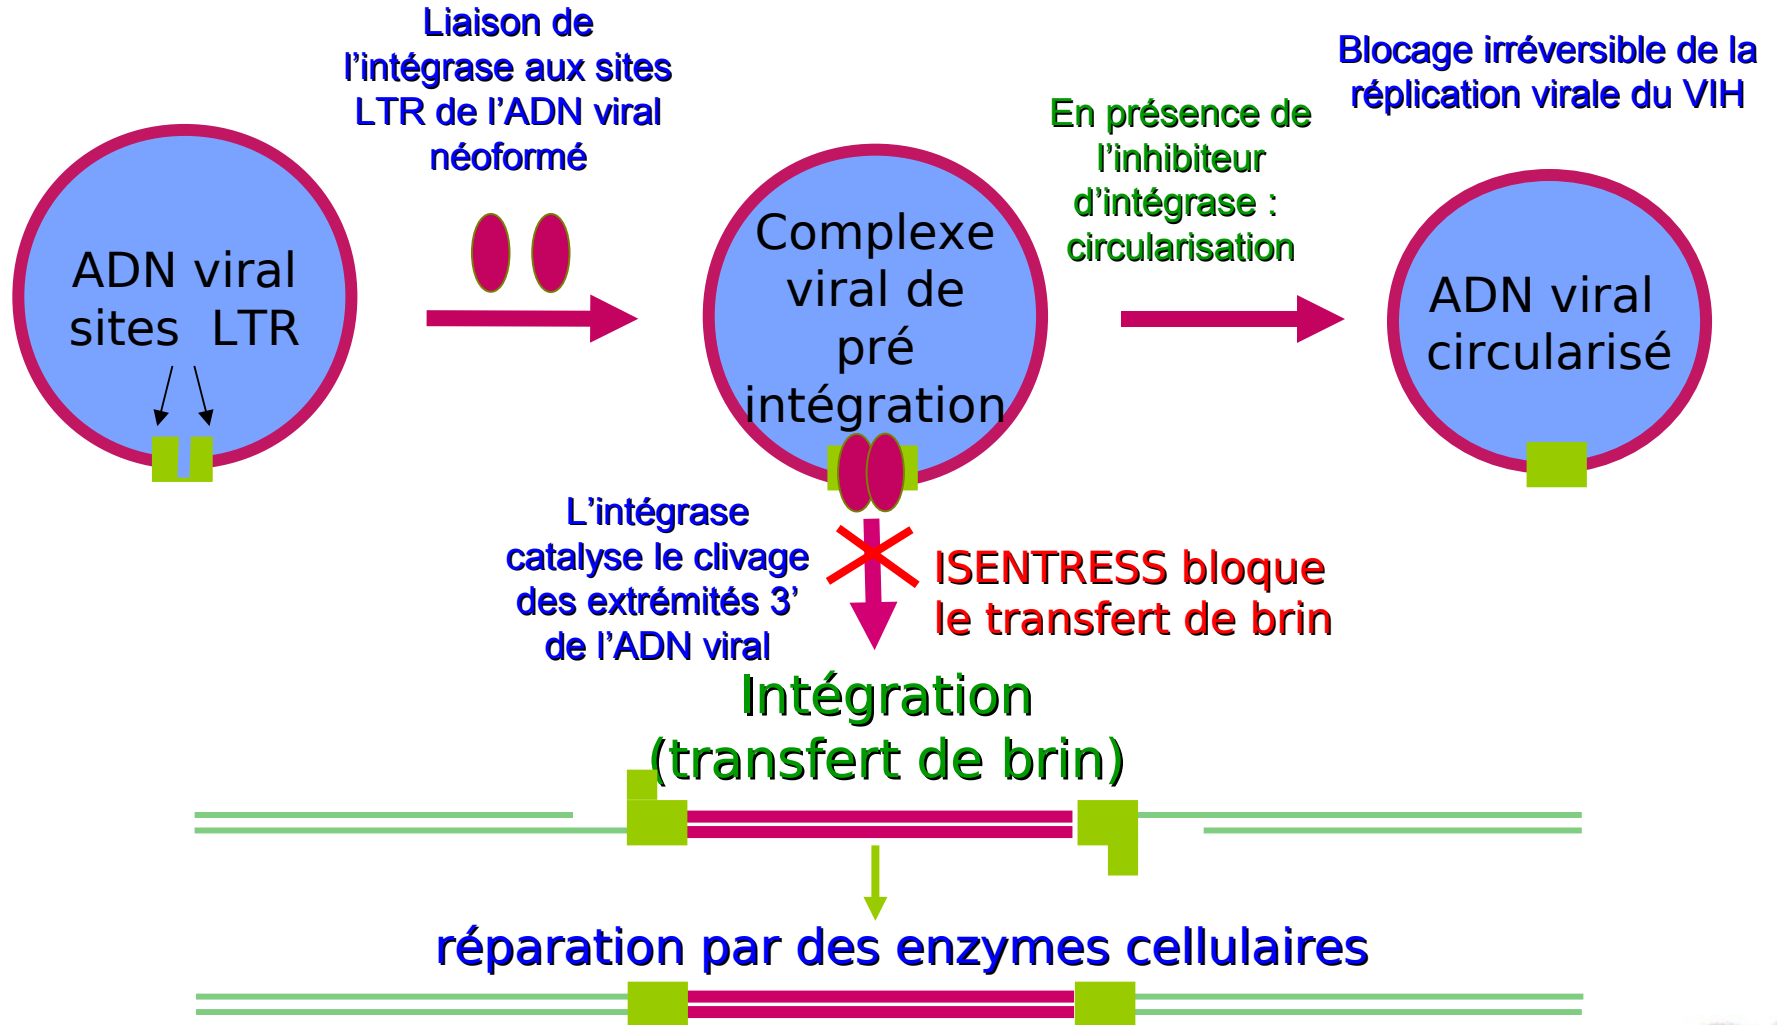 Liaison de
l’intégrase aux sites
LTR de l’ADN viral
néoformé
Blocage irréversible de la
réplication virale du VIH
En présence de
l’inhibiteur
d’intégrase :
circularisation
ADN viral
sites LTR
Complexe
viral de
pré
intégration
ADN viral
circularisé
L’intégrase
catalyse le clivage
des extrémités 3’
de l’ADN viral
ISENTRESS bloque
le transfert de brin
Intégration
(transfert de brin)
réparation par des enzymes cellulaires